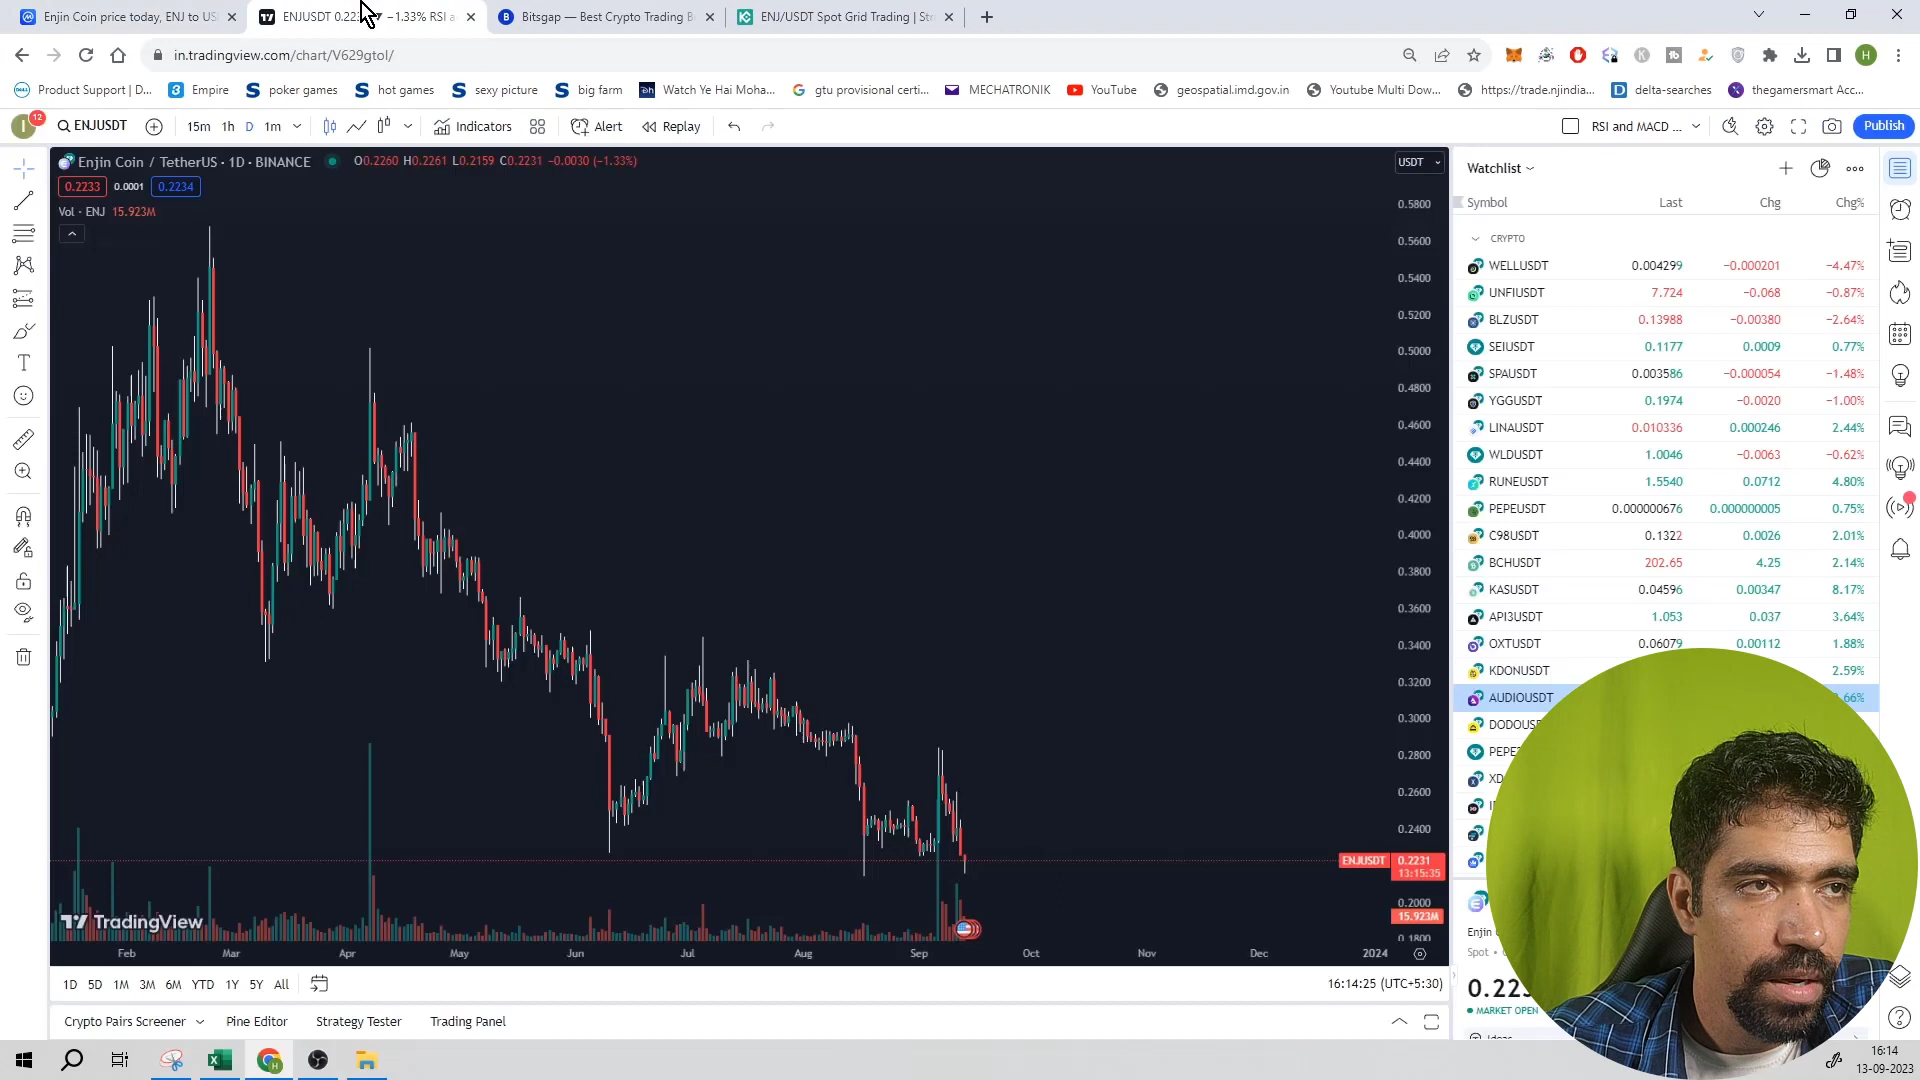 Enjin Coin price today, ENJ to US
ENJUSDT 0.22 −1.33% RSI a
Bitsgap — Best Crypto Trading B
ENJ/USDT Spot Grid Trading | Str
in.tradingview.com/chart/V629gtol/
H
Product Support | D...
Empire
poker games
hot games
sexy picture
big farm
Watch Ye Hai Moha...
gtu provisional certi...
MECHATRONIK
YouTube
geospatial.imd.gov.in
Youtube Multi Dow...
https://trade.njindia...
delta-searches
thegamersmart Acc...
I
12
ENJUSDT
15m 1h D 1m
Indicators
Alert
Replay
RSI and MACD ...
Publish
Enjin Coin / TetherUS · 1D · BINANCE
O0.2260 H0.2261 L0.2159 C0.2231 −0.0030 (−1.33%)
0.2233 0.0001 0.2234
Vol · ENJ 15.923M
USDT
0.5800
0.5600
0.5400
0.5200
0.5000
0.4800
0.4600
0.4400
0.4200
0.4000
0.3800
0.3600
0.3400
0.3200
0.3000
0.2800
0.2600
0.2400
ENJUSDT 0.2231
13:15:35
0.2000
15.923M
0.1800
TradingView
Feb Mar Apr May Jun Jul Aug Sep Oct Nov Dec 2024
1D 5D 1M 3M 6M YTD 1Y 5Y All
16:14:25 (UTC+5:30)
Crypto Pairs Screener
Pine Editor
Strategy Tester
Trading Panel
Watchlist
Symbol Last Chg Chg%
CRYPTO
WELLUSDT 0.004299 −0.000201 −4.47%
UNFIUSDT 7.724 −0.068 −0.87%
BLZUSDT 0.13988 −0.00380 −2.64%
SEIUSDT 0.1177 0.0009 0.77%
SPAUSDT 0.003586 −0.000054 −1.48%
YGGUSDT 0.1974 −0.0020 −1.00%
LINAUSDT 0.010336 0.000246 2.44%
WLDUSDT 1.0046 −0.0063 −0.62%
RUNEUSDT 1.5540 0.0712 4.80%
PEPEUSDT 0.000000676 0.000000005 0.75%
C98USDT 0.1322 0.0026 2.01%
BCHUSDT 202.65 4.25 2.14%
KASUSDT 0.04596 0.00347 8.17%
API3USDT 1.053 0.037 3.64%
OXTUSDT 0.06079 0.00112 1.88%
KDONUSDT 2.59%
AUDIOUSDT .66%
DODOUS
PEPE
XD
Enjin
Spot
0.223
MARKET OPEN
16:14
13-09-2023